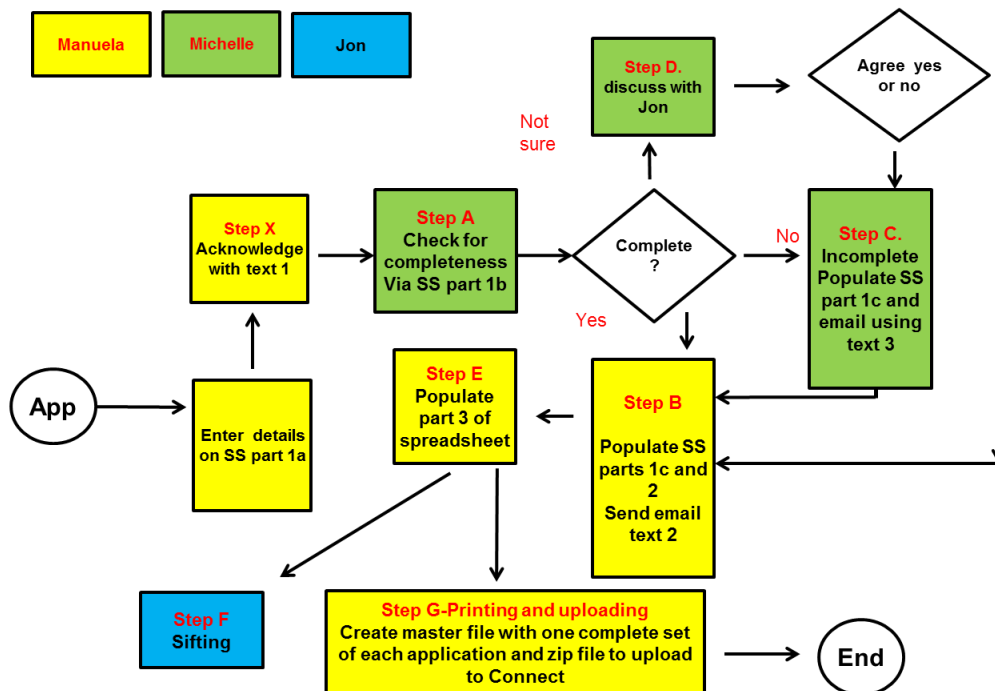 Manuela
Michelle
Jon
Step D.
discuss with
Jon
Agree yes
or no
Not
sure
Step X
Acknowledge
with text 1
Step A
Check for
completeness
Via SS part 1b
Complete
?
No
Step C.
Incomplete
Populate SS
part 1c and
email using
text 3
Yes
App
Enter details
on SS part 1a
Step E
Populate
part 3 of
spreadsheet
Step B
Populate SS
parts 1c and
2
Send email
text 2
Step F
Sifting
Step G-Printing and uploading
Create master file with one complete set
of each application and zip file to upload
to Connect
End